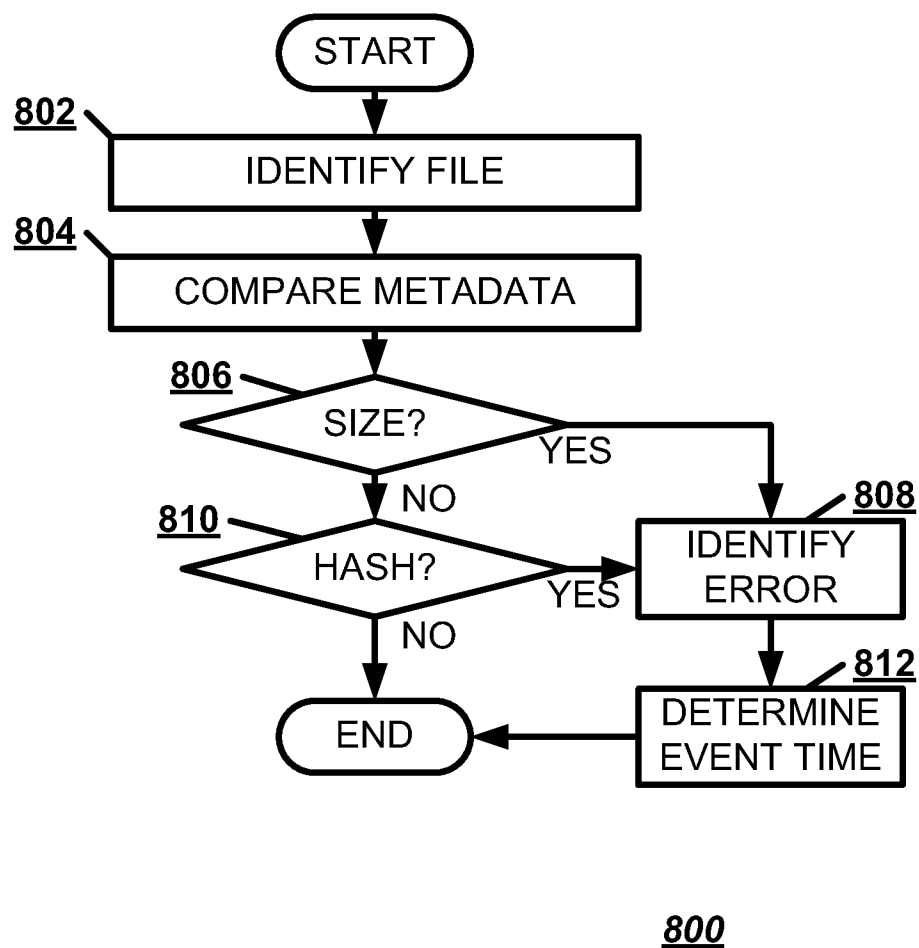 START
802
IDENTIFY FILE
804
COMPARE METADATA
806
SIZE?
YES
NO
808
810
HASH?
YES
IDENTIFY
ERROR
NO
812
END
DETERMINE
EVENT TIME
800